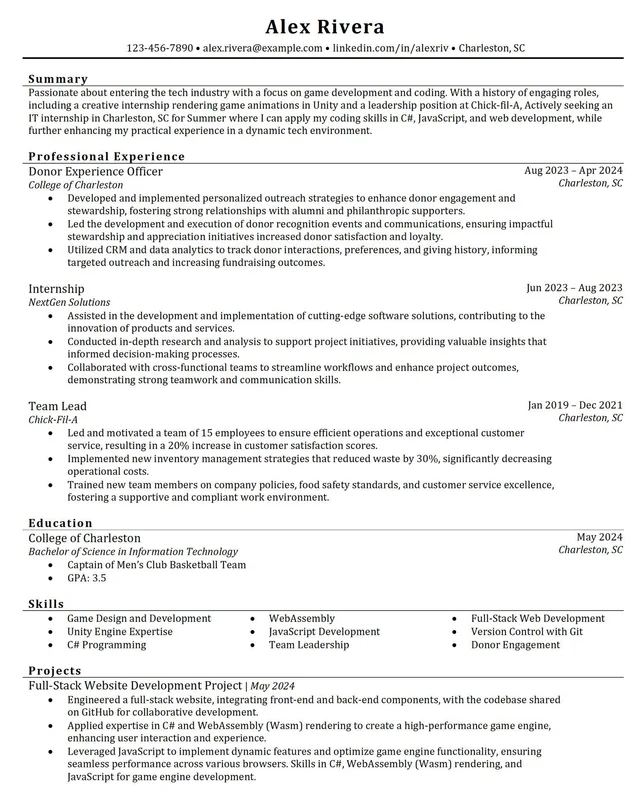 Alex Rivera
123-456-7890 • alex.rivera@example.com • linkedin.com/in/alexriv • Charleston, SC
Summary
Passionate about entering the tech industry with a focus on game development and coding. With a history of engaging roles,
including a creative internship rendering game animations in Unity and a leadership position at Chick-fil-A, Actively seeking an
IT internship in Charleston, SC for Summer where I can apply my coding skills in C#, JavaScript, and web development, while
further enhancing my practical experience in a dynamic tech environment.
Professional Experience
Donor Experience Officer Aug 2023 – Apr 2024
College of Charleston Charleston, SC
• Developed and implemented personalized outreach strategies to enhance donor engagement and
stewardship, fostering strong relationships with alumni and philanthropic supporters.
• Led the development and execution of donor recognition events and communications, ensuring impactful
stewardship and appreciation initiatives increased donor satisfaction and loyalty.
• Utilized CRM and data analytics to track donor interactions, preferences, and giving history, informing
targeted outreach and increasing fundraising outcomes.
Internship Jun 2023 – Aug 2023
NextGen Solutions Charleston, SC
• Assisted in the development and implementation of cutting-edge software solutions, contributing to the
innovation of products and services.
• Conducted in-depth research and analysis to support project initiatives, providing valuable insights that
informed decision-making processes.
• Collaborated with cross-functional teams to streamline workflows and enhance project outcomes,
demonstrating strong teamwork and communication skills.
Team Lead Jan 2019 – Dec 2021
Chick-Fil-A Charleston, SC
• Led and motivated a team of 15 employees to ensure efficient operations and exceptional customer
service, resulting in a 20% increase in customer satisfaction scores.
• Implemented new inventory management strategies that reduced waste by 30%, significantly decreasing
operational costs.
• Trained new team members on company policies, food safety standards, and customer service excellence,
fostering a supportive and compliant work environment.
Education
College of Charleston May 2024
Bachelor of Science in Information Technology Charleston, SC
• Captain of Men's Club Basketball Team
• GPA: 3.5
Skills
• Game Design and Development • WebAssembly • Full-Stack Web Development
• Unity Engine Expertise • JavaScript Development • Version Control with Git
• C# Programming • Team Leadership • Donor Engagement
Projects
Full-Stack Website Development Project | May 2024
• Engineered a full-stack website, integrating front-end and back-end components, with the codebase shared
on GitHub for collaborative development.
• Applied expertise in C# and WebAssembly (Wasm) rendering to create a high-performance game engine,
enhancing user interaction and experience.
• Leveraged JavaScript to implement dynamic features and optimize game engine functionality, ensuring
seamless performance across various browsers. Skills in C#, WebAssembly (Wasm) rendering, and
JavaScript for game engine development.